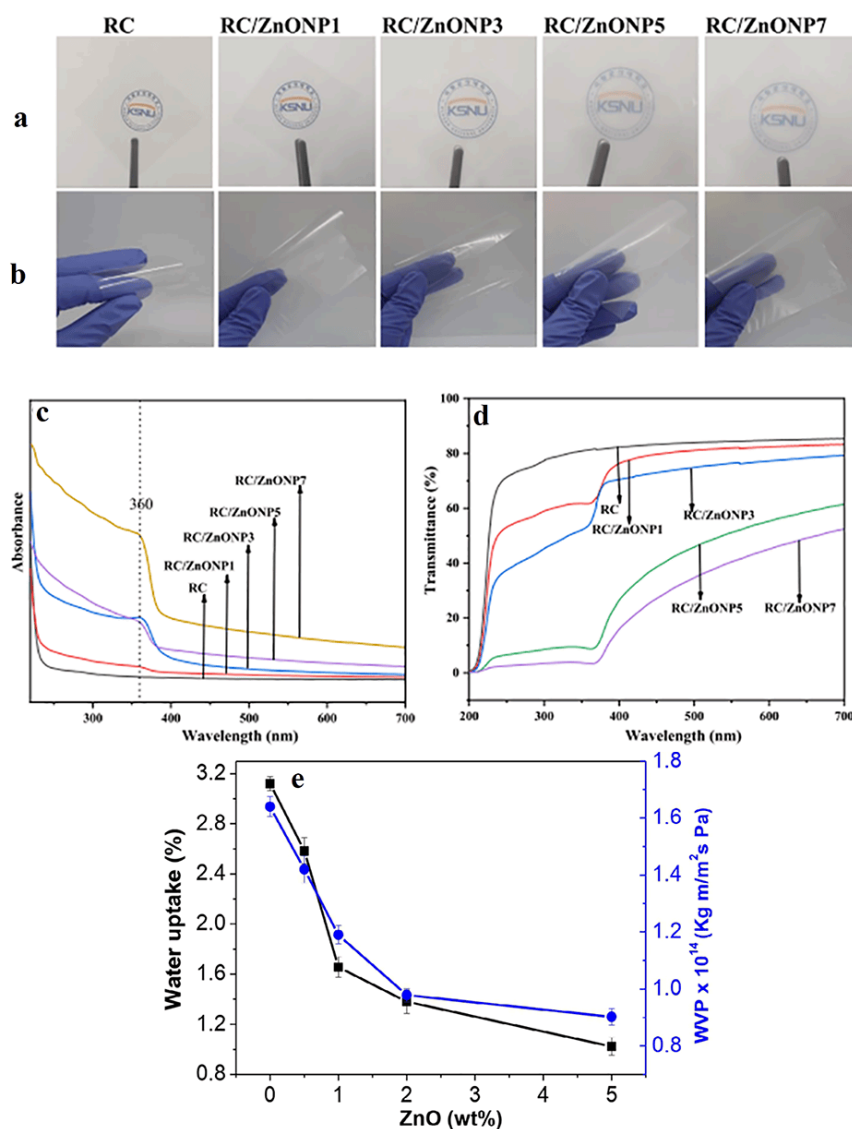 RC RC/ZnONP1 RC/ZnONP3 RC/ZnONP5 RC/ZnONP7
a
KSNU KSNU KSNU KSNU KSNU
b
c
360
RC/ZnONP7
RC/ZnONP5
RC/ZnONP3
RC/ZnONP1
RC
Absorbance
300 400 500 600 700
Wavelength (nm)
d
100
80
60
40
20
0
Transmittance (%)
RC
RC/ZnONP1
RC/ZnONP3
RC/ZnONP5
RC/ZnONP7
200 300 400 500 600 700
Wavelength (nm)
e
3.2
2.8
2.4
2.0
1.6
1.2
0.8
Water uptake (%)
1.8
1.6
1.4
1.2
1.0
0.8
WVP x 10¹⁴ (Kg m/m²s Pa)
0 1 2 3 4 5
ZnO (wt%)